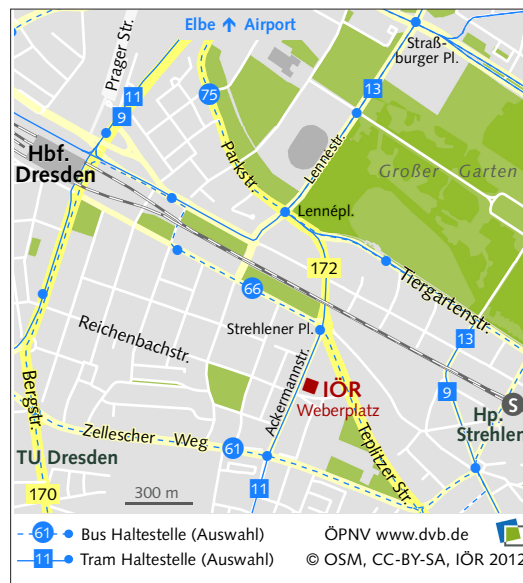 Elbe ↑ Airport
Straß-
burger Pl.
Prager Str.
11
9
75
13
Hbf.
Dresden
Parkstr.
Lennéstr.
Großer Garten
Lennépl.
172
66
Tiergartenstr.
Strehlener Pl.
13
Reichenbachstr.
Ackermannstr.
IÖR
Weberplatz
9
S
Hp.
Strehlen
Bergstr.
Zellescher Weg
61
Teplitzer Str.
TU Dresden
11
170
300 m
61 Bus Haltestelle (Auswahl)
ÖPNV www.dvb.de
11 Tram Haltestelle (Auswahl)
© OSM, CC-BY-SA, IÖR 2012